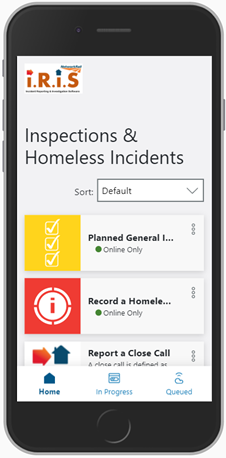 NetworkRail
i.R.i.S
Incident Reporting & Investigation Software
Inspections &
Homeless Incidents
Sort: Default
Planned General I...
Online Only
Record a Homele...
Online Only
Report a Close Call
A close call is defined as
Home In Progress Queued